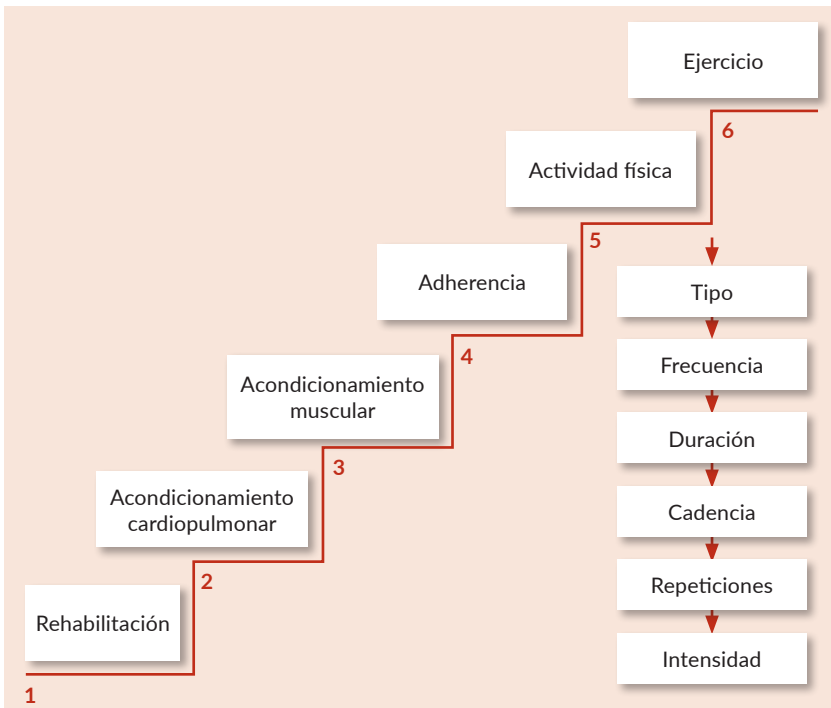 Ejercicio
6
Actividad física
5
Adherencia
4
Acondicionamiento
muscular
3
Acondicionamiento
cardiopulmonar
2
Rehabilitación
1
Tipo
Frecuencia
Duración
Cadencia
Repeticiones
Intensidad